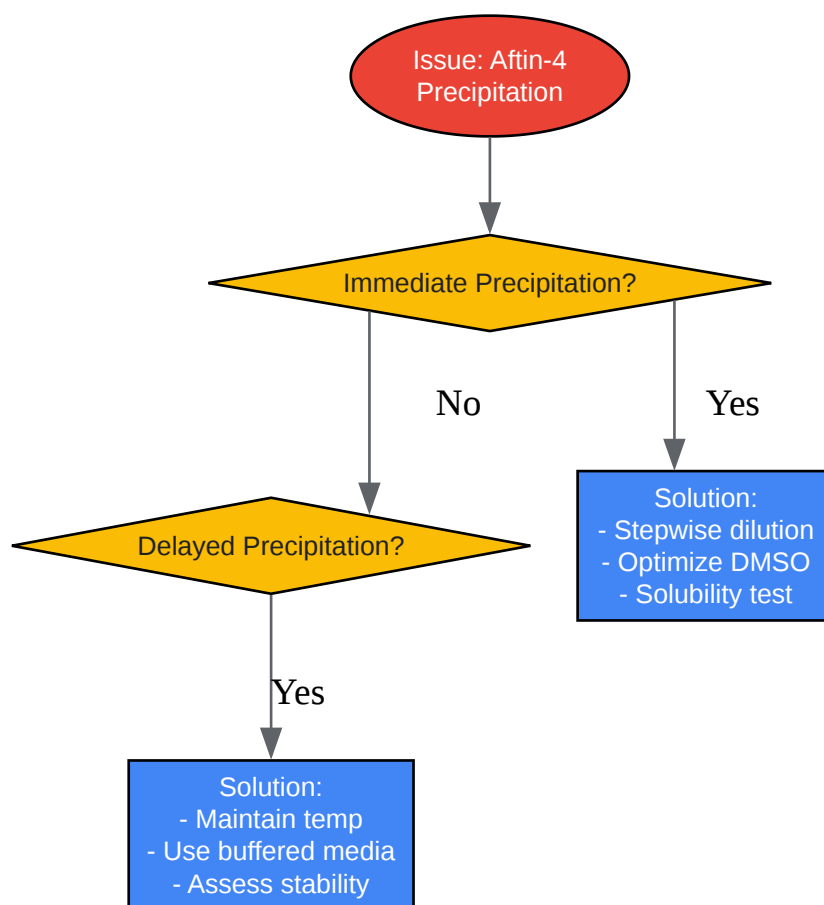 Issue: Aftin-4
Precipitation
Immediate Precipitation?
No
Yes
Solution:
- Stepwise dilution
- Optimize DMSO
- Solubility test
Delayed Precipitation?
Yes
Solution:
- Maintain temp
- Use buffered media
- Assess stability